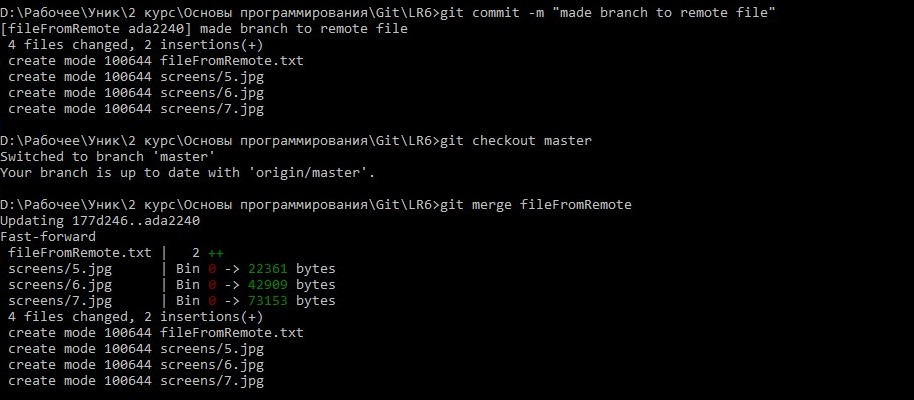 D:\Рабочее\Уник\2 курс\Основы программирования\Git\LR6>git commit -m "made branch to remote file"
[fileFromRemote ada2240] made branch to remote file
 4 files changed, 2 insertions(+)
 create mode 100644 fileFromRemote.txt
 create mode 100644 screens/5.jpg
 create mode 100644 screens/6.jpg
 create mode 100644 screens/7.jpg
D:\Рабочее\Уник\2 курс\Основы программирования\Git\LR6>git checkout master
Switched to branch 'master'
Your branch is up to date with 'origin/master'.
D:\Рабочее\Уник\2 курс\Основы программирования\Git\LR6>git merge fileFromRemote
Updating 177d246..ada2240
Fast-forward
 fileFromRemote.txt |   2 ++
 screens/5.jpg      | Bin 0 -> 22361 bytes
 screens/6.jpg      | Bin 0 -> 42909 bytes
 screens/7.jpg      | Bin 0 -> 73153 bytes
 4 files changed, 2 insertions(+)
 create mode 100644 fileFromRemote.txt
 create mode 100644 screens/5.jpg
 create mode 100644 screens/6.jpg
 create mode 100644 screens/7.jpg